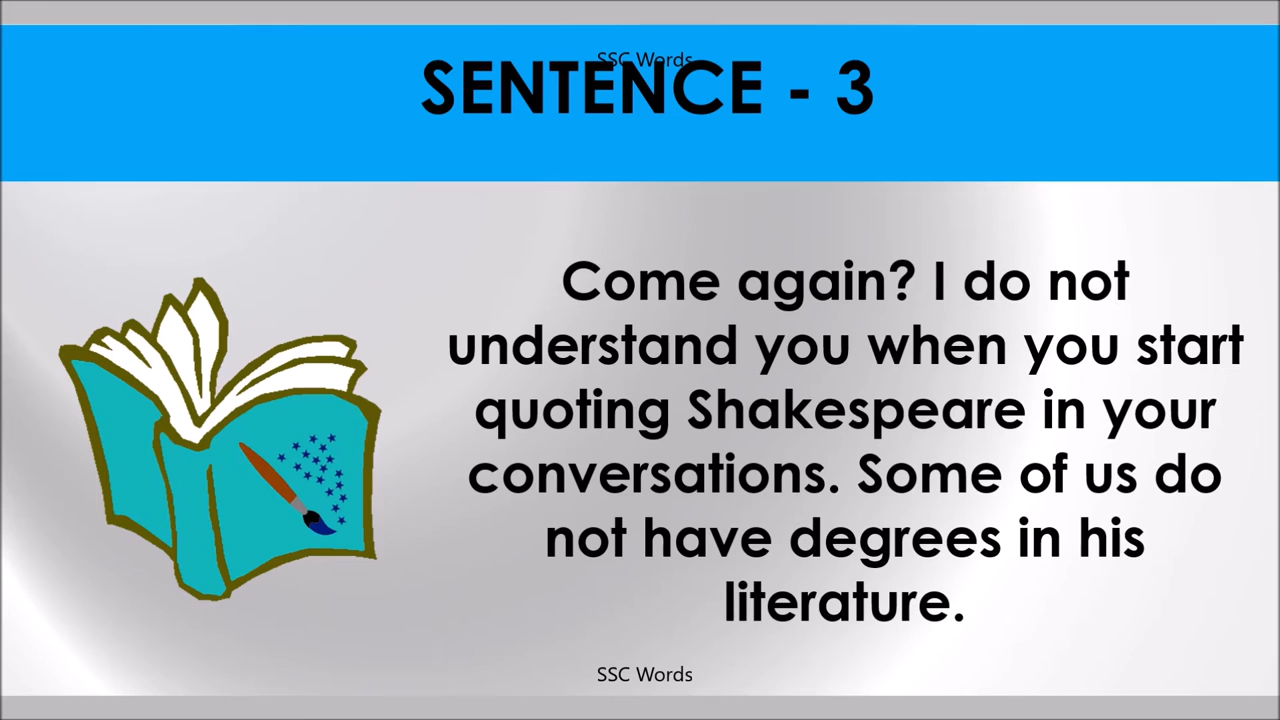 SSC Words
SENTENCE - 3
Come again? I do not
understand you when you start
quoting Shakespeare in your
conversations. Some of us do
not have degrees in his
literature.
SSC Words